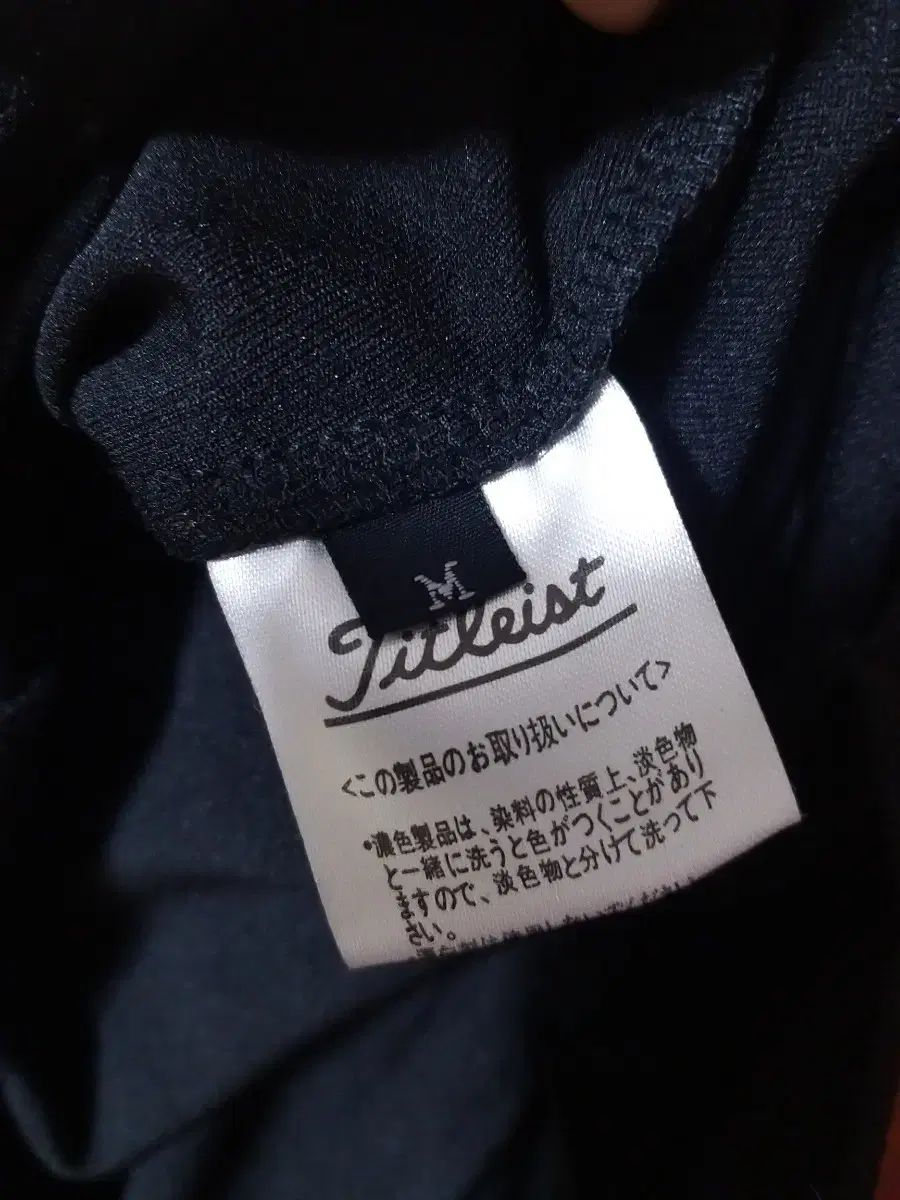 M
Titleist
<この製品のお取り扱いについて>
•濃色製品は、染料の性質上、淡色物
と一緒に洗うと色がつくことがあり
ますので、淡色物と分けて洗って下
さい。